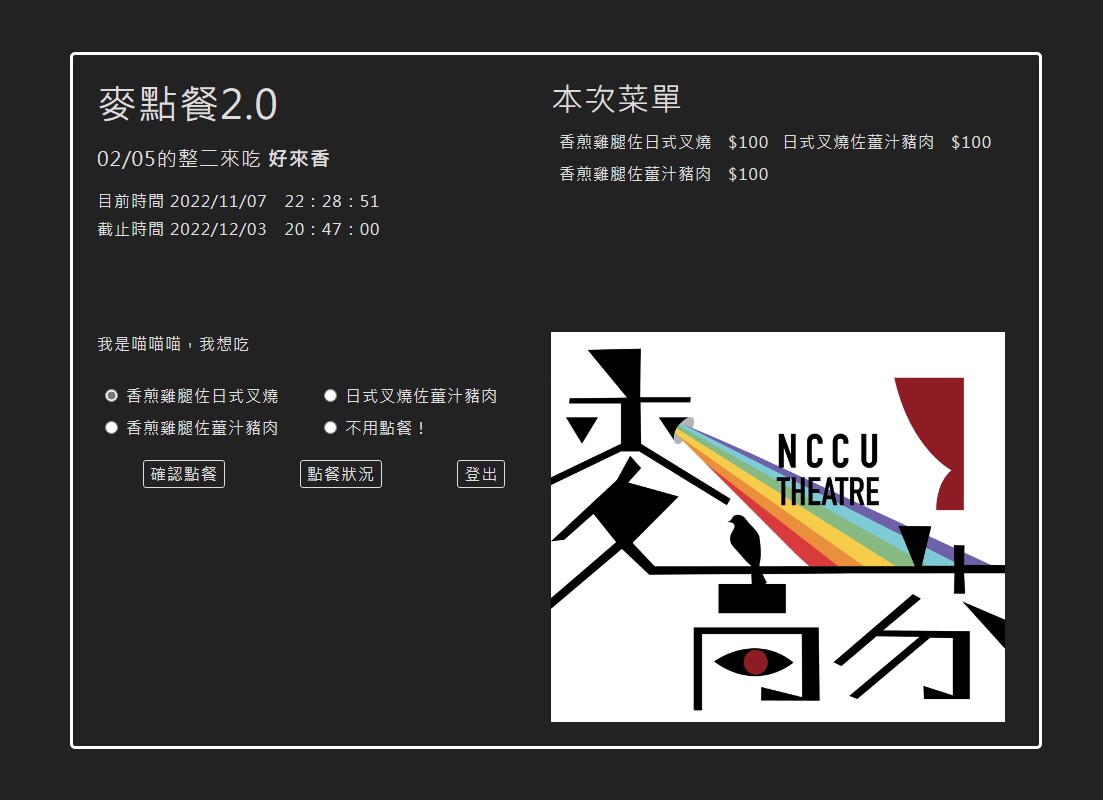 麥點餐2.0
02/05的整二來吃 好來香
目前時間 2022/11/07 22 : 28 : 51
截止時間 2022/12/03 20 : 47 : 00
本次菜單
香煎雞腿佐日式叉燒 $100 日式叉燒佐薑汁豬肉 $100
香煎雞腿佐薑汁豬肉 $100
我是喵喵喵，我想吃
香煎雞腿佐日式叉燒 日式叉燒佐薑汁豬肉
香煎雞腿佐薑汁豬肉 不用點餐！
確認點餐 點餐狀況 登出
NCCU
THEATRE
麥高芬